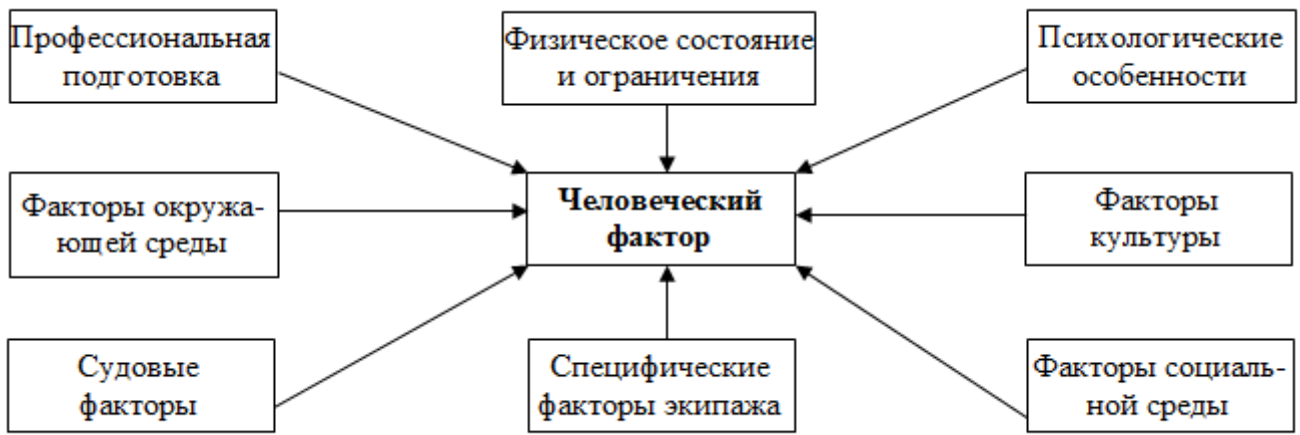 Профессиональная
подготовка
Физическое состояние
и ограничения
Психологические
особенности
Факторы окружа-
ющей среды
Человеческий
фактор
Факторы
культуры
Судовые
факторы
Специфические
факторы экипажа
Факторы социаль-
ной среды